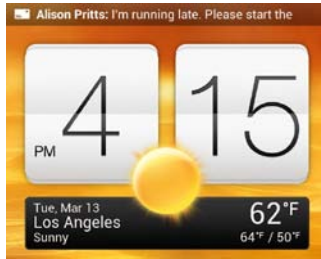 Alison Pritts: I'm running late. Please start the
4 15
PM
Tue, Mar 13
Los Angeles
Sunny
62°F
64°F / 50°F